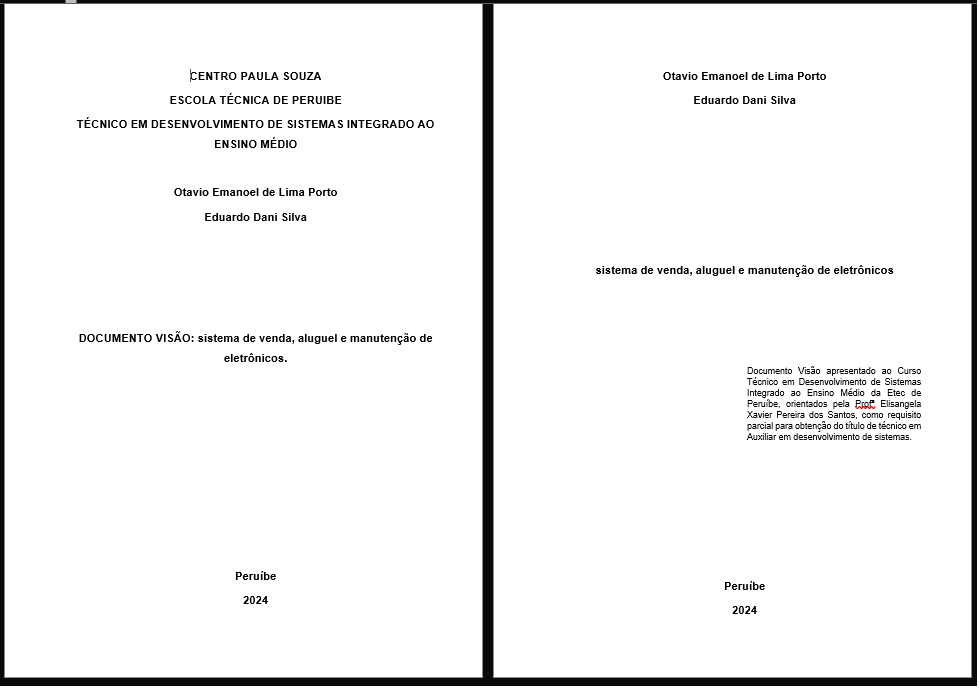 CENTRO PAULA SOUZA
ESCOLA TÉCNICA DE PERUIBE
TÉCNICO EM DESENVOLVIMENTO DE SISTEMAS INTEGRADO AO
ENSINO MÉDIO
Otavio Emanoel de Lima Porto
Eduardo Dani Silva
DOCUMENTO VISÃO: sistema de venda, aluguel e manutenção de
eletrônicos.
Peruíbe
2024
Otavio Emanoel de Lima Porto
Eduardo Dani Silva
sistema de venda, aluguel e manutenção de eletrônicos
Documento Visão apresentado ao Curso
Técnico em Desenvolvimento de Sistemas
Integrado ao Ensino Médio da Etec de
Peruíbe, orientados pela Profª Elisangela
Xavier Pereira dos Santos, como requisito
parcial para obtenção do título de técnico em
Auxiliar em desenvolvimento de sistemas.
Peruíbe
2024